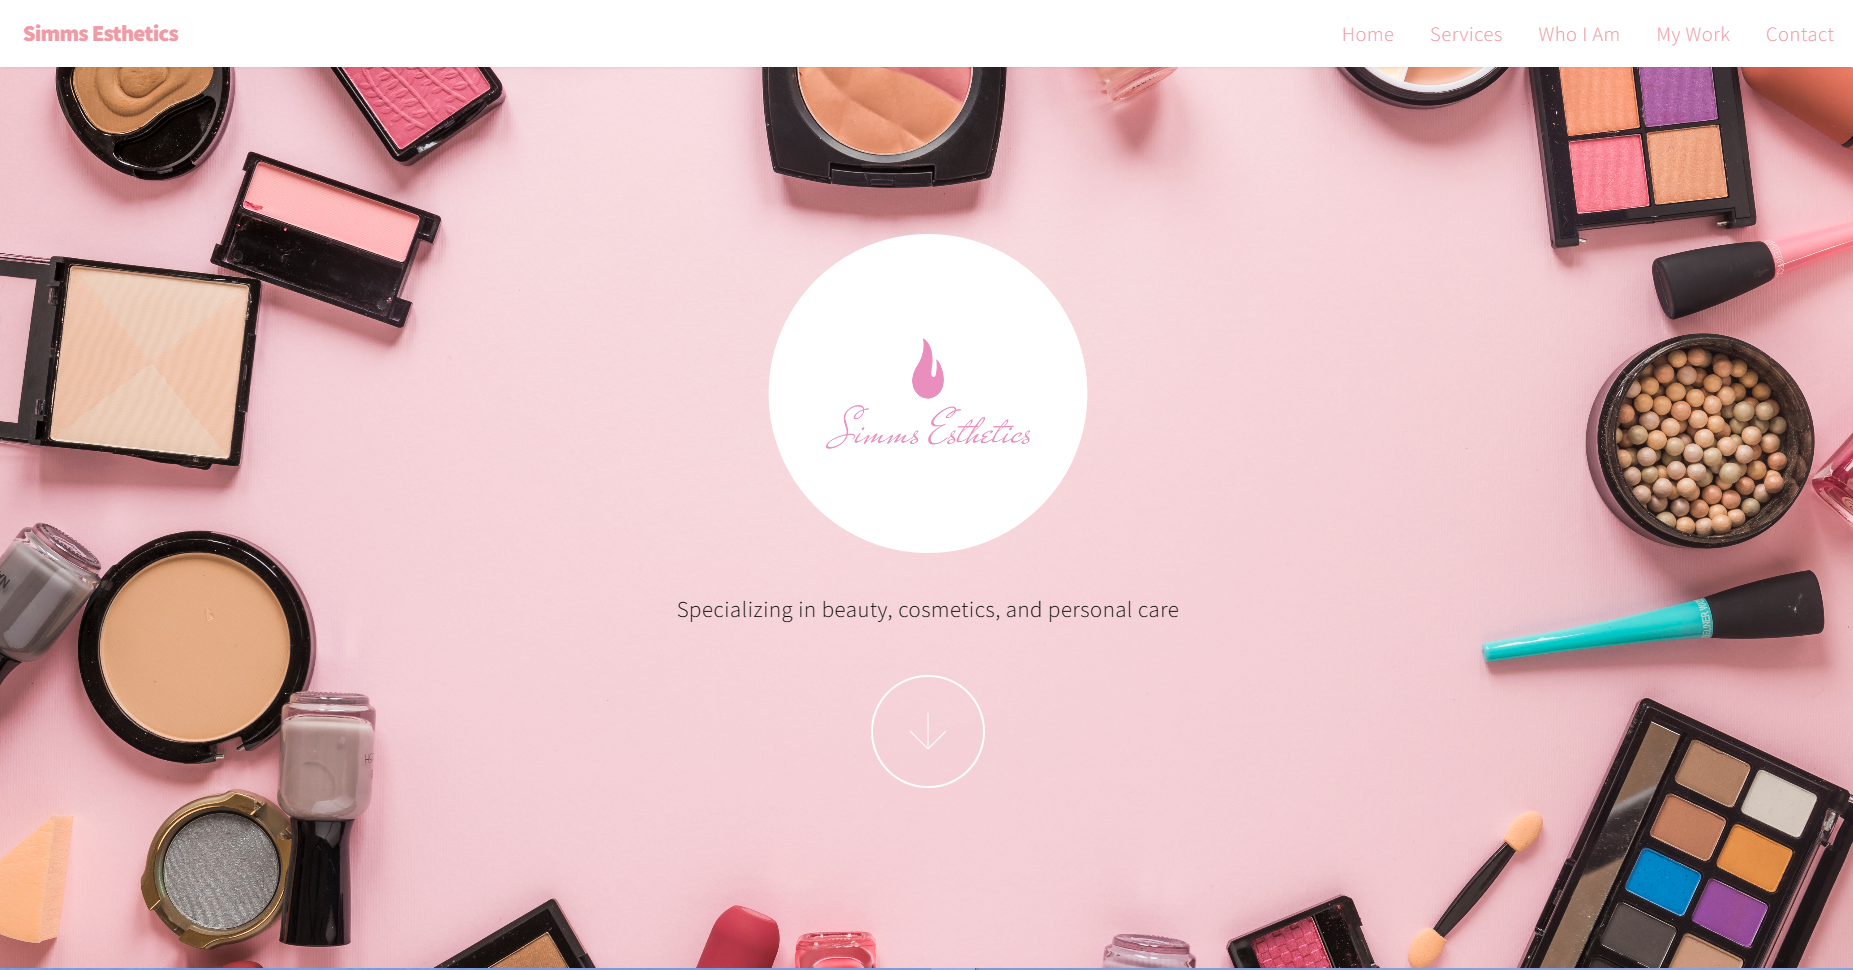 Simms Esthetics
Home Services Who I Am My Work Contact
Simms Esthetics
Specializing in beauty, cosmetics, and personal care